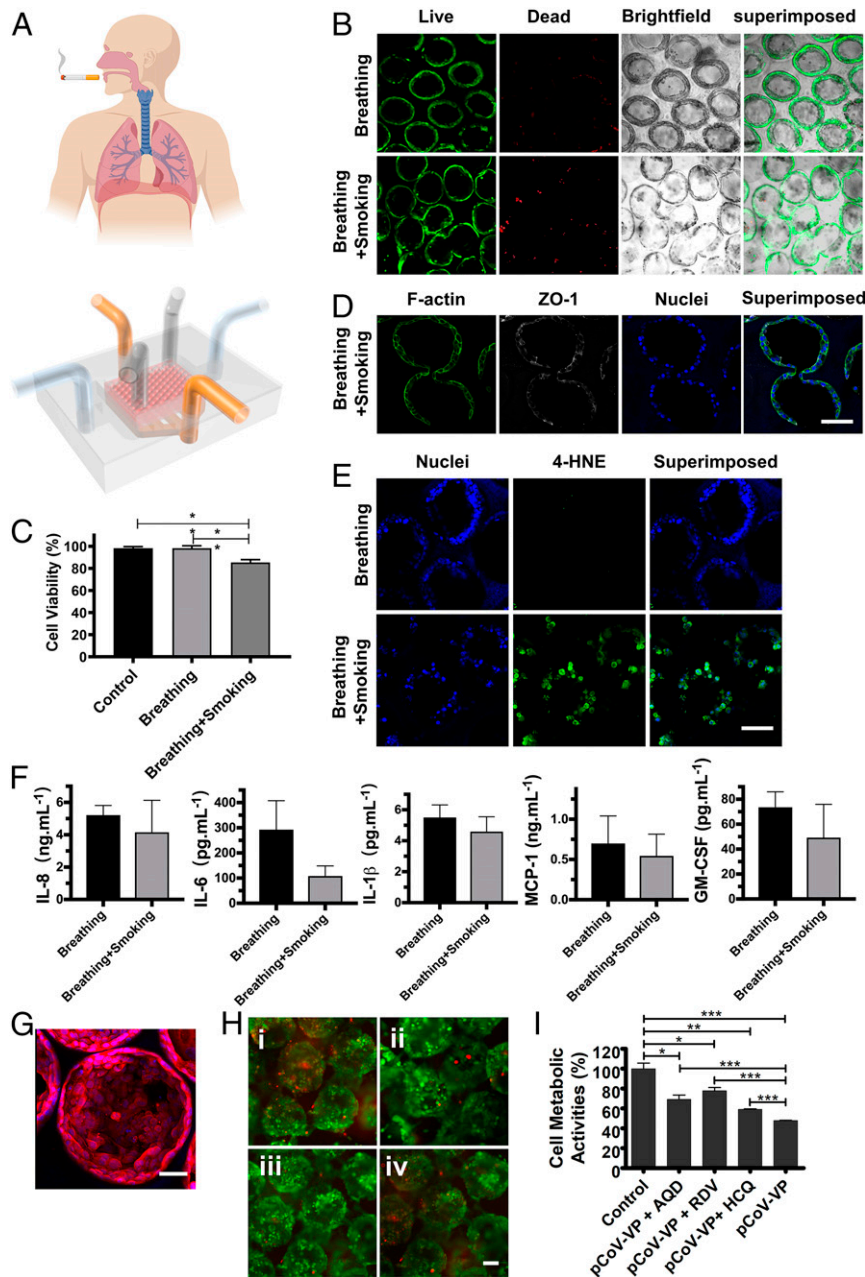 A
B
Live Dead Brightfield superimposed
Breathing
Breathing
+Smoking
D
F-actin ZO-1 Nuclei Superimposed
Breathing
+Smoking
C
Cell Viability (%)
100
80
60
40
20
0
*
* *
*
Control
Breathing
Breathing+Smoking
E
Nuclei 4-HNE Superimposed
Breathing
Breathing
+Smoking
F
IL-8 (ng.mL-1)
6
4
2
0
Breathing
Breathing+Smoking
IL-6 (pg.mL-1)
400
300
200
100
0
Breathing
Breathing+Smoking
IL-1β (pg.mL-1)
6
4
2
0
Breathing
Breathing+Smoking
MCP-1 (ng.mL-1)
1.0
0.5
0.0
Breathing
Breathing+Smoking
GM-CSF (pg.mL-1)
80
60
40
20
0
Breathing
Breathing+Smoking
G
H
i ii
iii iv
I
Cell Metabolic
Activities (%)
120
100
80
60
40
20
0
***
**
*
* ***
***
***
Control
pCoV-VP + AQD
pCoV-VP + RDV
pCoV-VP+ HCQ
pCoV-VP